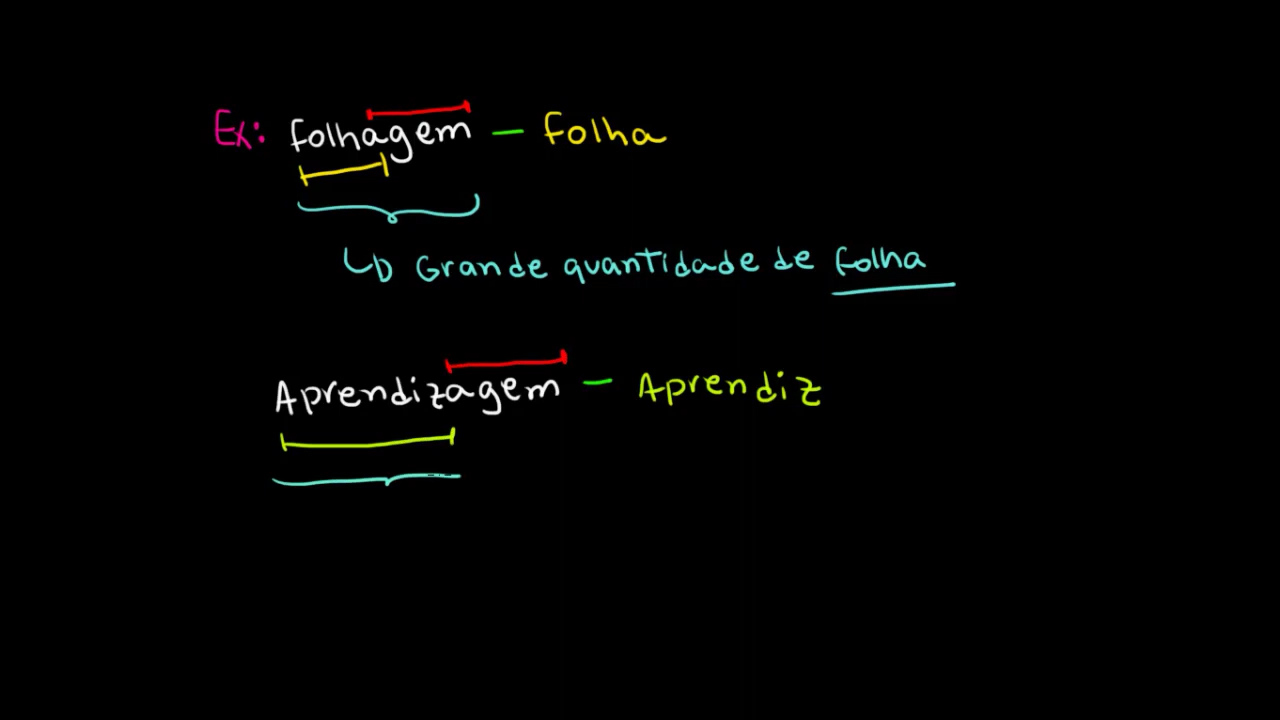 Ex: folhagem - folha
↳ Grande quantidade de folha
Aprendizagem - Aprendiz